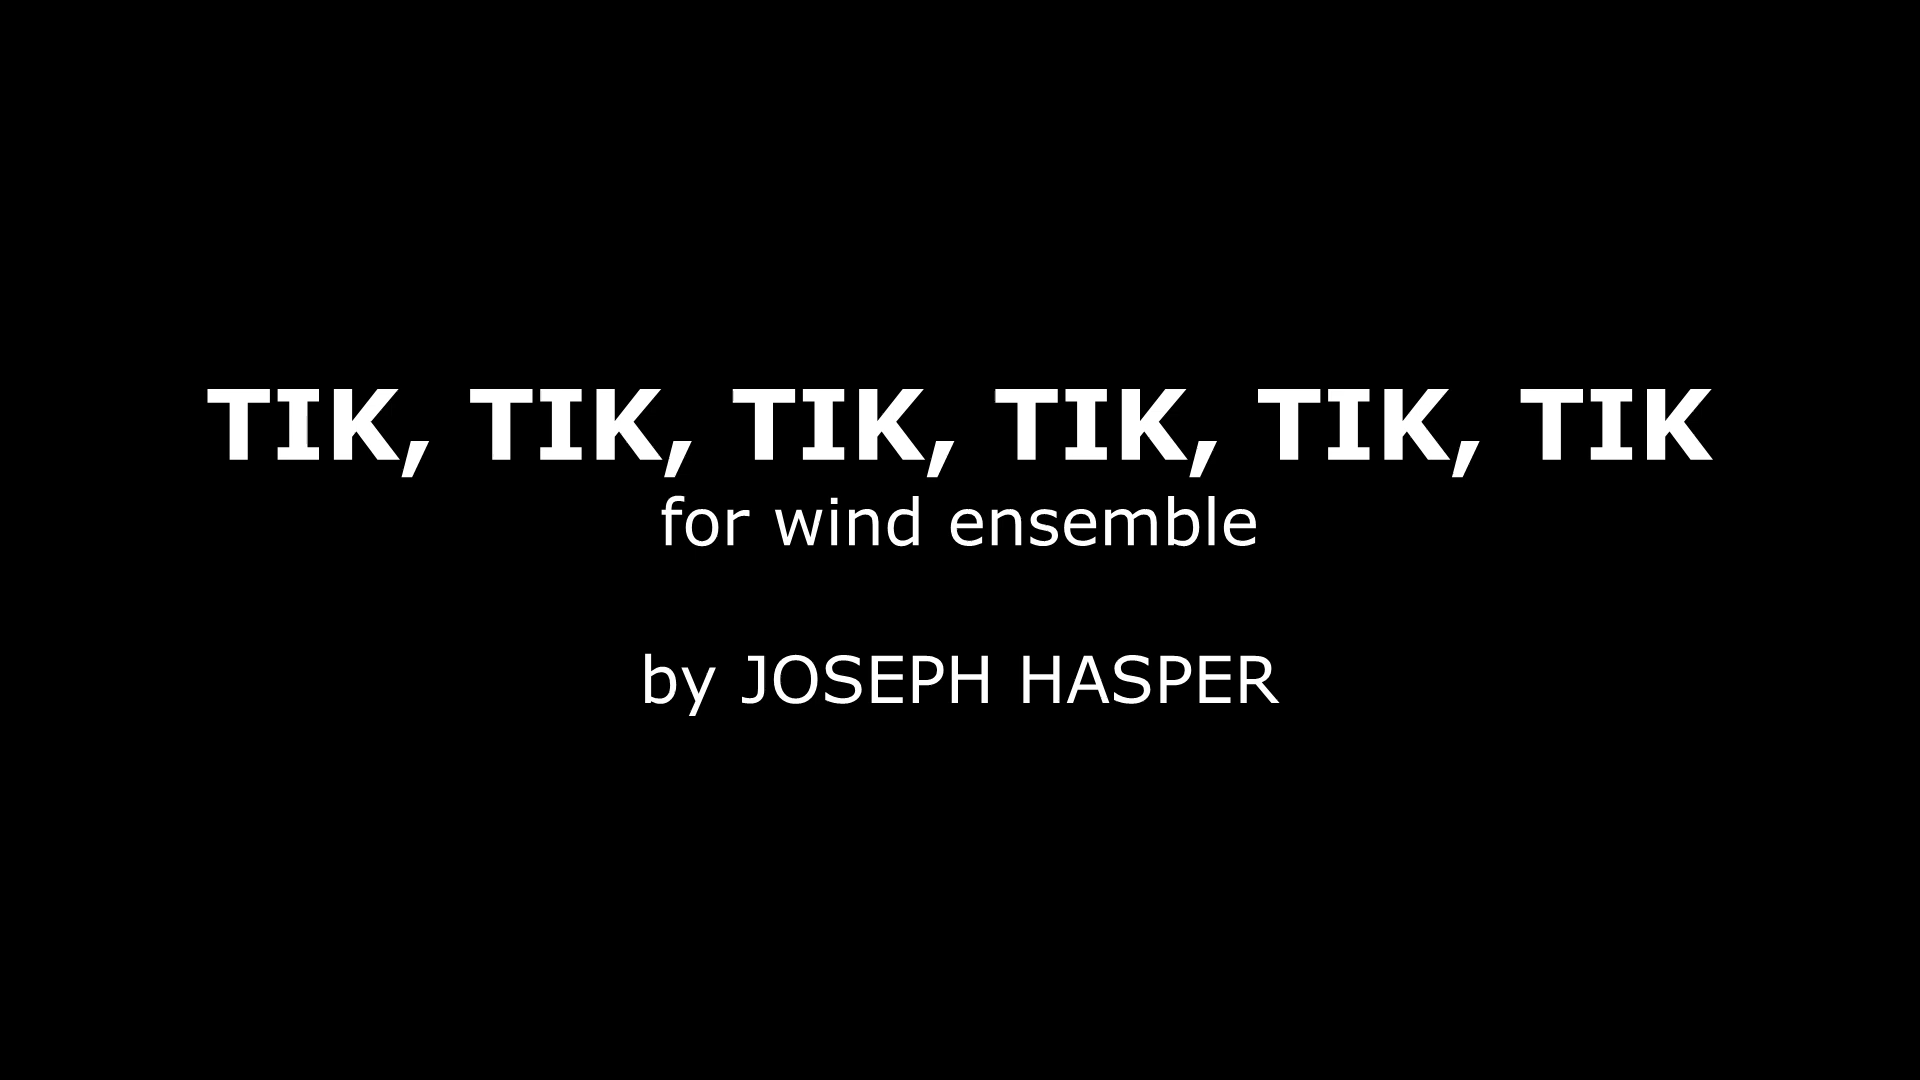 TIK, TIK, TIK, TIK, TIK, TIK
for wind ensemble
by JOSEPH HASPER